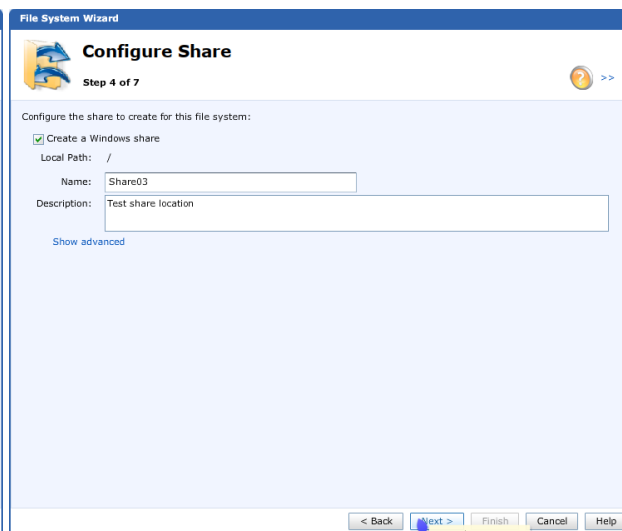 File System Wizard
Configure Share
Step 4 of 7
>>
Configure the share to create for this file system:
Create a Windows share
Local Path: /
Name: Share03
Description: Test share location
Show advanced
< Back Next > Finish Cancel Help